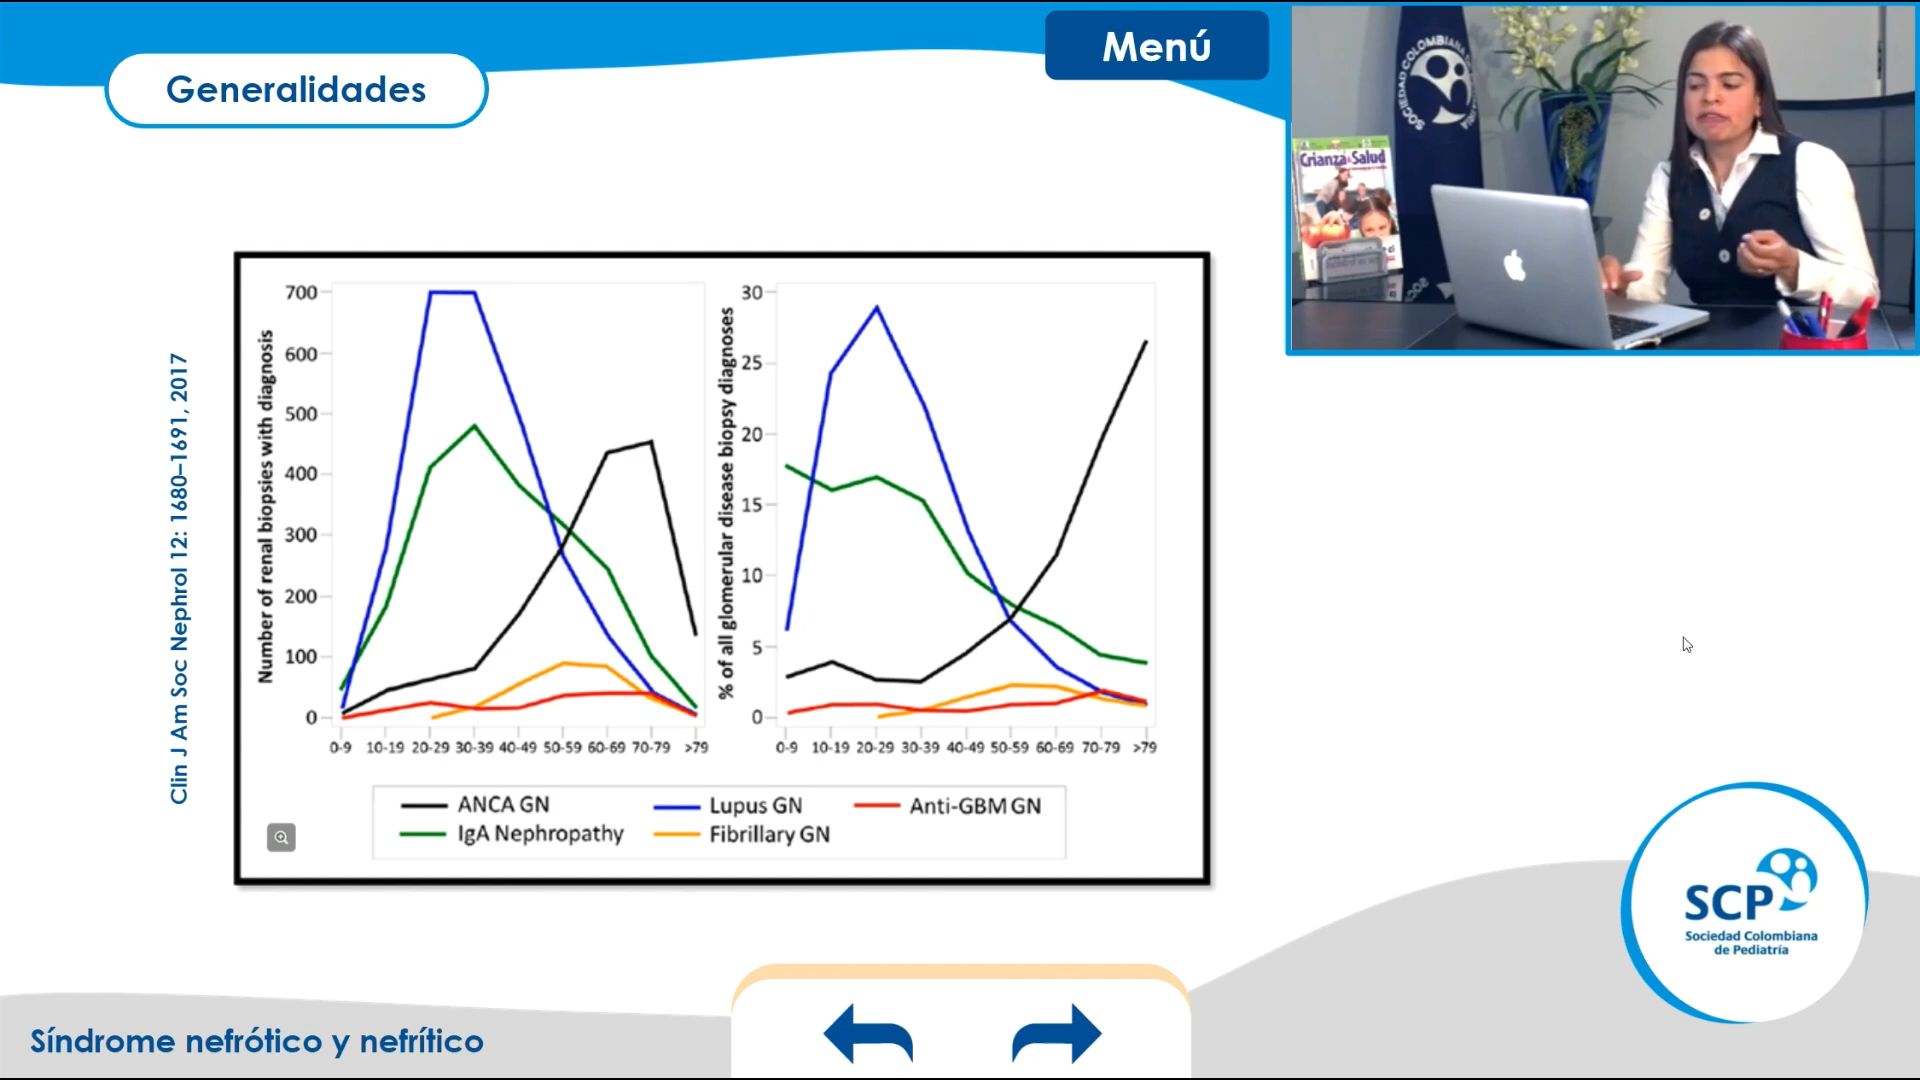 Generalidades
Menú
SOCIEDAD COLOMBIANA
Crianza & Salud
Clin J Am Soc Nephrol 12: 1680–1691, 2017
Number of renal biopsies with diagnosis
700
600
500
400
300
200
100
0
0-9 10-19 20-29 30-39 40-49 50-59 60-69 70-79 >79
% of all glomerular disease biopsy diagnoses
30
25
20
15
10
5
0
0-9 10-19 20-29 30-39 40-49 50-59 60-69 70-79 >79
ANCA GN Lupus GN Anti-GBM GN
IgA Nephropathy Fibrillary GN
SCP
Sociedad Colombiana
de Pediatría
Síndrome nefrótico y nefrítico